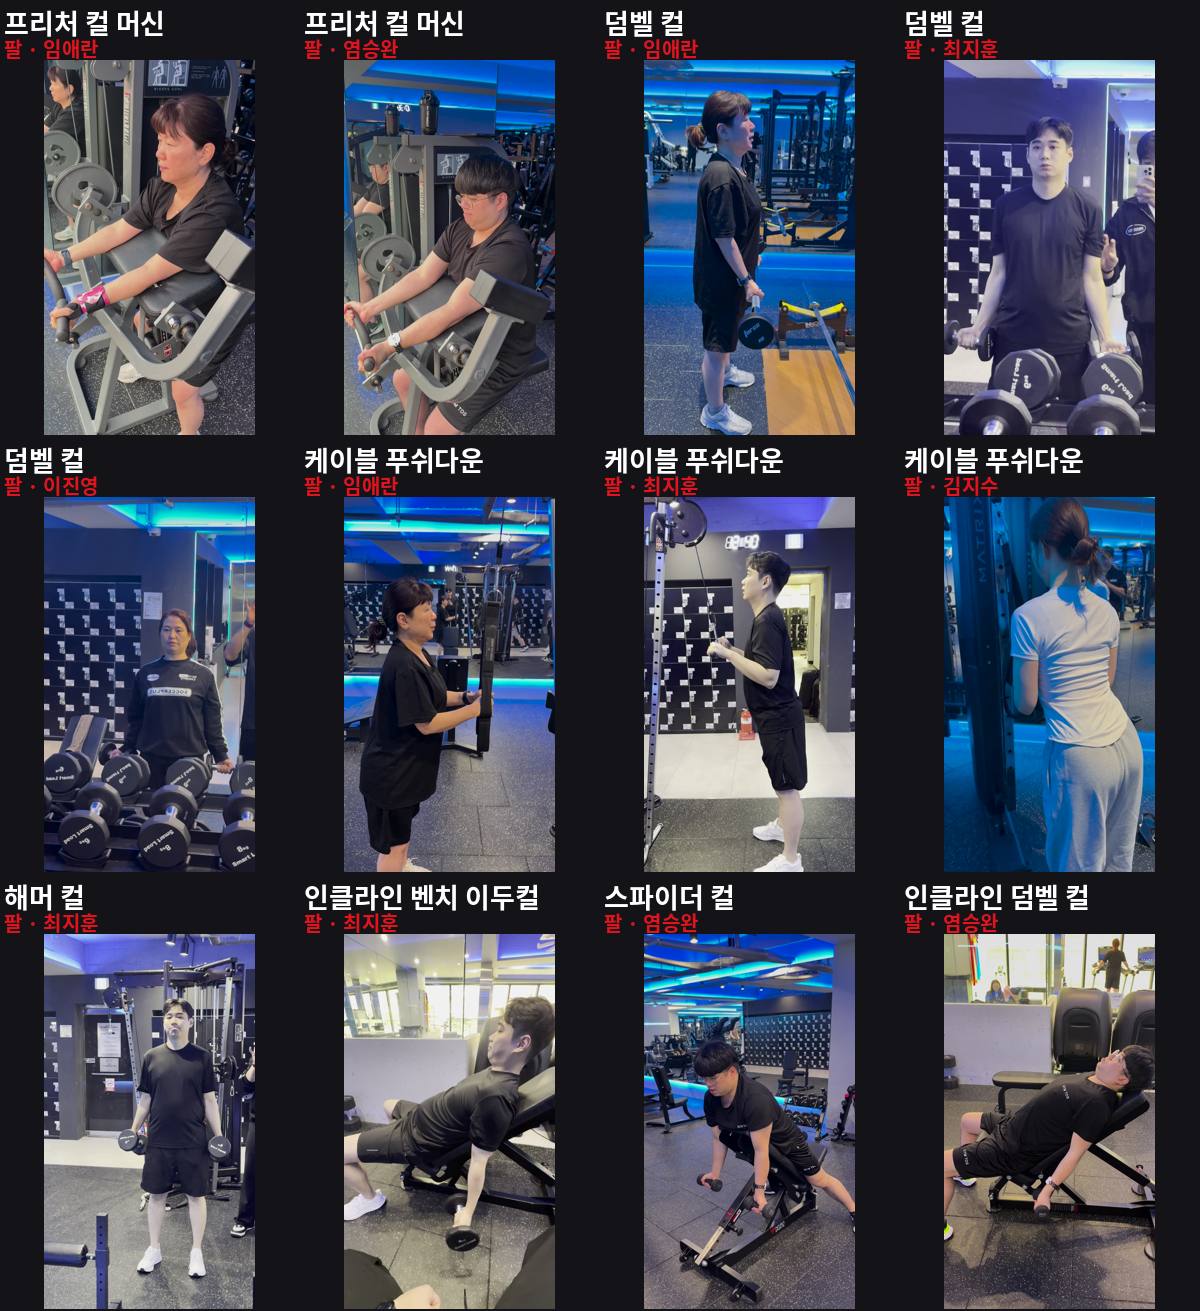 프리처 컬 머신
팔 · 임애란
프리처 컬 머신
팔 · 염승완
덤벨 컬
팔 · 임애란
덤벨 컬
팔 · 최지훈
덤벨 컬
팔 · 이진영
케이블 푸쉬다운
팔 · 임애란
케이블 푸쉬다운
팔 · 최지훈
케이블 푸쉬다운
팔 · 김지수
MATRIX
해머 컬
팔 · 최지훈
인클라인 벤치 이두컬
팔 · 최지훈
스파이더 컬
팔 · 염승완
인클라인 덤벨 컬
팔 · 염승완